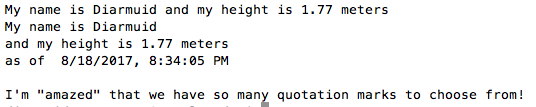 My name is Diarmuid and my height is 1.77 meters
My name is Diarmuid
and my height is 1.77 meters
as of  8/18/2017, 8:34:05 PM

I'm "amazed" that we have so many quotation marks to choose from!